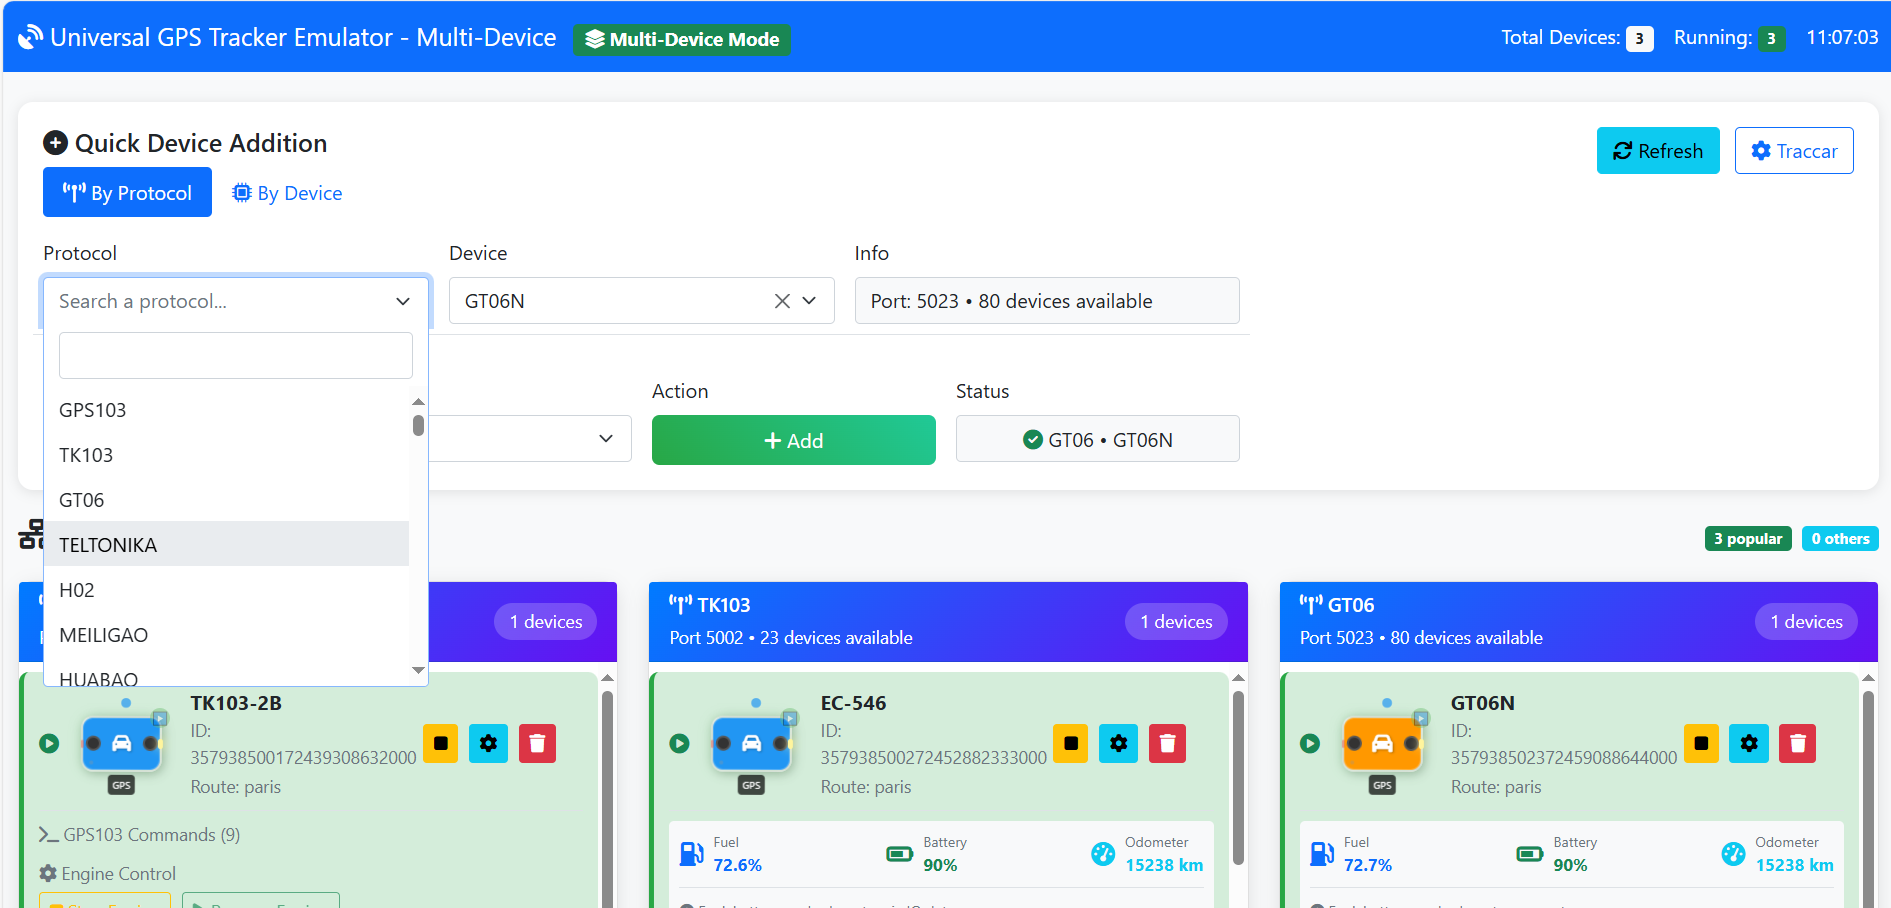 Universal GPS Tracker Emulator - Multi-Device
Multi-Device Mode
Total Devices: 3
Running: 3
11:07:03
Quick Device Addition
Refresh
Traccar
By Protocol
By Device
Protocol
Device
Info
Search a protocol...
GT06N
Port: 5023 • 80 devices available
GPS103
TK103
GT06
TELTONIKA
H02
MEILIGAO
HUABAO
Action
Status
Add
GT06 • GT06N
3 popular
0 others
1 devices
TK103
Port 5002 • 23 devices available
1 devices
GT06
Port 5023 • 80 devices available
1 devices
TK103-2B
ID:
357938500172439308632000
Route: paris
GPS
GPS103 Commands (9)
Engine Control
EC-546
ID:
357938500272452882333000
Route: paris
GPS
Fuel
72.6%
Battery
90%
Odometer
15238 km
GT06N
ID:
357938502372459088644000
Route: paris
GPS
Fuel
72.7%
Battery
90%
Odometer
15238 km